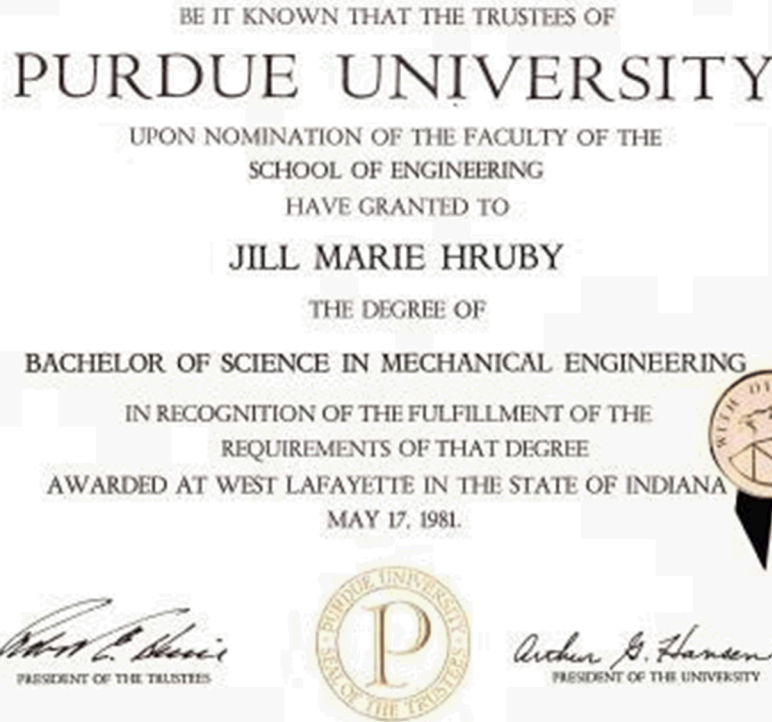 BE IT KNOWN THAT THE TRUSTEES OF
PURDUE UNIVERSITY
UPON NOMINATION OF THE FACULTY OF THE
SCHOOL OF ENGINEERING
HAVE GRANTED TO
JILL MARIE HRUBY
THE DEGREE OF
BACHELOR OF SCIENCE IN MECHANICAL ENGINEERING
IN RECOGNITION OF THE FULFILLMENT OF THE
REQUIREMENTS OF THAT DEGREE
AWARDED AT WEST LAFAYETTE IN THE STATE OF INDIANA
MAY 17, 1981.
WITH DI
PURDUE UNIVERSITY
P
SEAL OF THE TRUSTEES
PRESIDENT OF THE TRUSTEES
Arthur G. Hansen
PRESIDENT OF THE UNIVERSITY